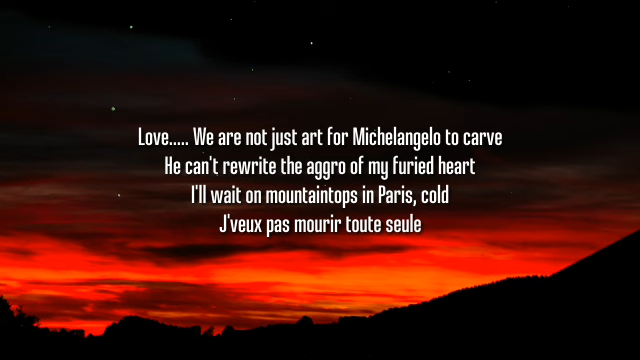 Love..... We are not just art for Michelangelo to carve
He can't rewrite the aggro of my furied heart
I'll wait on mountaintops in Paris, cold
J'veux pas mourir toute seule